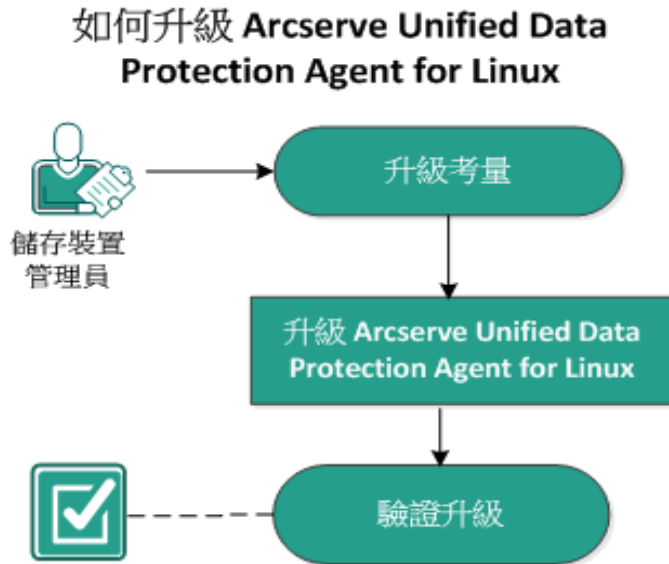 如何升級 Arcserve Unified Data
Protection Agent for Linux
升級考量
儲存裝置
管理員
升級 Arcserve Unified Data
Protection Agent for Linux
驗證升級